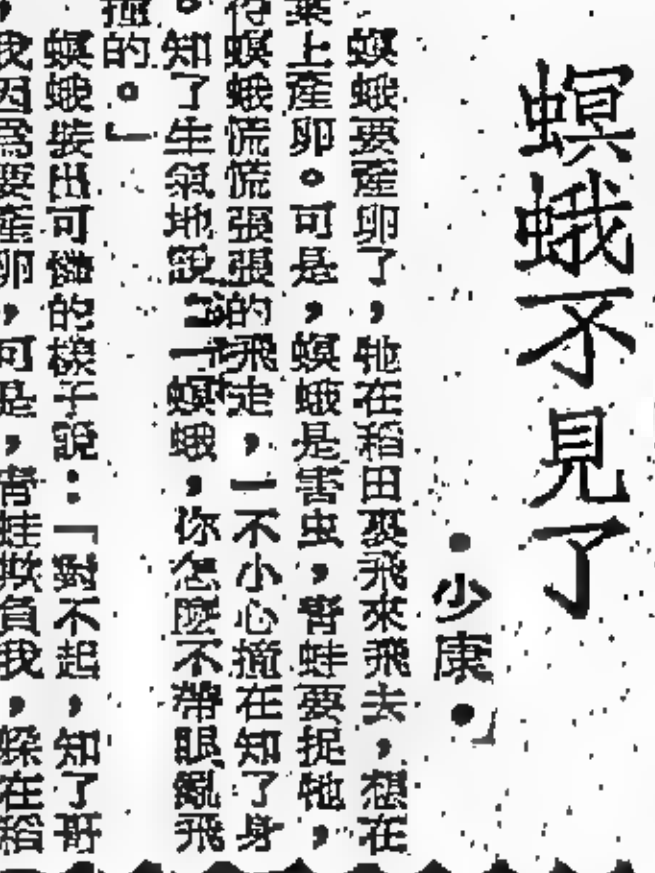 螟蛾不見了
·少康·
螟蛾要產卵了，牠在稻田裏飛來飛去，想在
葉上產卵。可是，螟蛾是害虫，青蛙要捉牠，
得螟蛾慌慌張張的飛走，一不小心撞在知了身
。知了生氣地說：「螟蛾，你怎麼不帶眼，亂飛
撞的。」
螟蛾裝出可憐的樣子說：「對不起，知了哥
我因為要產卵，可是，青蛙欺負我，躲在稻